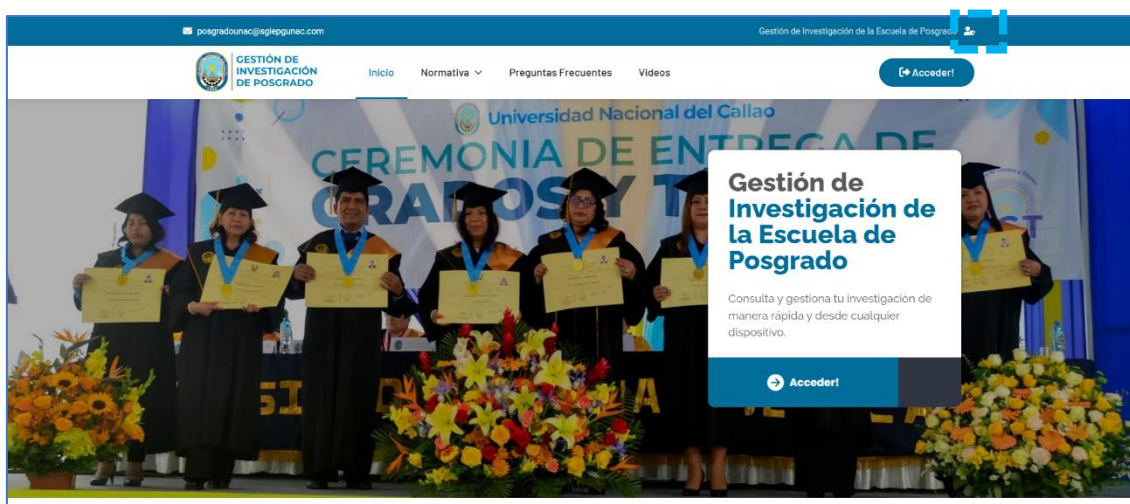 posgradounac@sgiepgunac.com
Gestión de Investigación de la Escuela de Posgrado
GESTIÓN DE
INVESTIGACIÓN
DE POSGRADO
Inicio
Normativa
Preguntas Frecuentes
Videos
Acceder!
Universidad Nacional del Callao
CEREMONIA DE ENTREGA DE
GRADOS Y T
Gestión de
Investigación de
la Escuela de
Posgrado
Consulta y gestiona tu investigación de
manera rápida y desde cualquier
dispositivo.
Acceder!